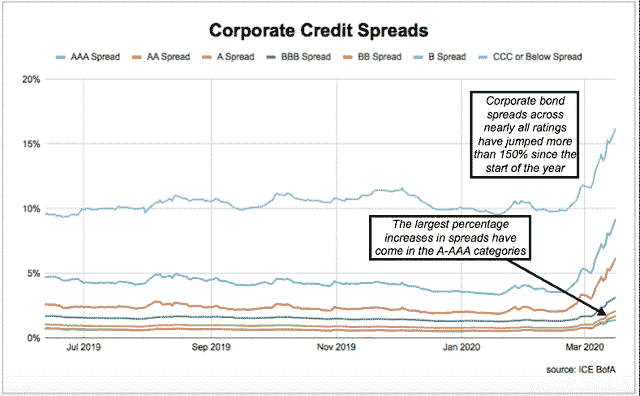 Corporate Credit Spreads
AAA Spread AA Spread A Spread BBB Spread BB Spread B Spread CCC or Below Spread
20%
Corporate bond
spreads across
nearly all ratings
have jumped more
than 150% since the
start of the year
15%
10%
The largest percentage
increases in spreads have
come in the A-AAA categories
5%
0%
Jul 2019 Sep 2019 Nov 2019 Jan 2020 Mar 2020
source: ICE BofA